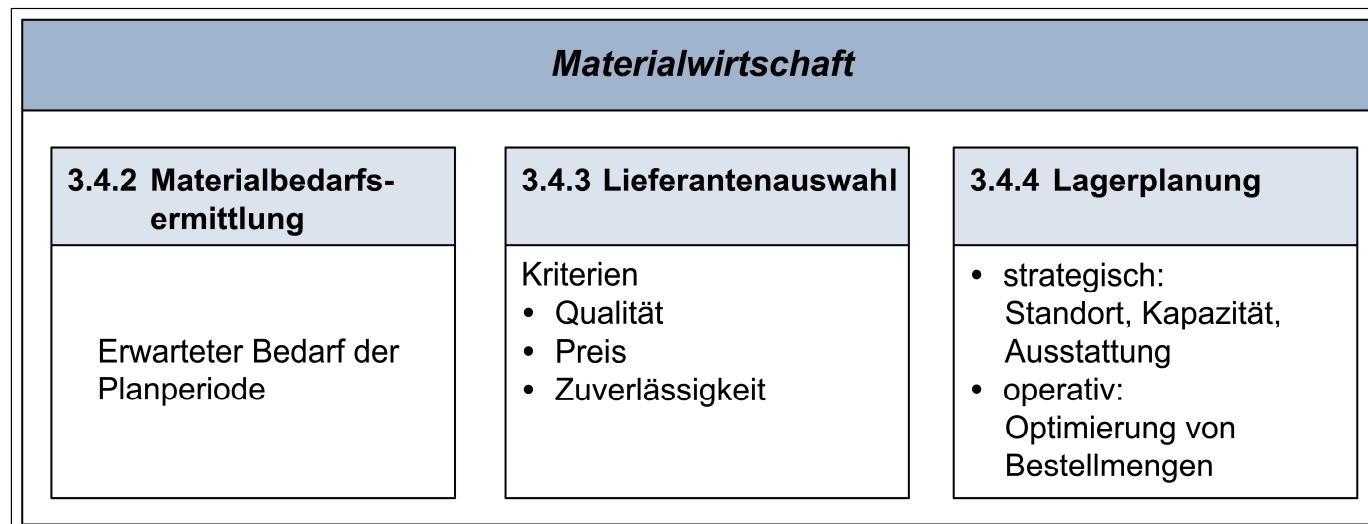 Materialwirtschaft
3.4.2 Materialbedarfs-
ermittlung
Erwarteter Bedarf der
Planperiode
3.4.3 Lieferantenauswahl
Kriterien
• Qualität
• Preis
• Zuverlässigkeit
3.4.4 Lagerplanung
• strategisch:
Standort, Kapazität,
Ausstattung
• operativ:
Optimierung von
Bestellmengen